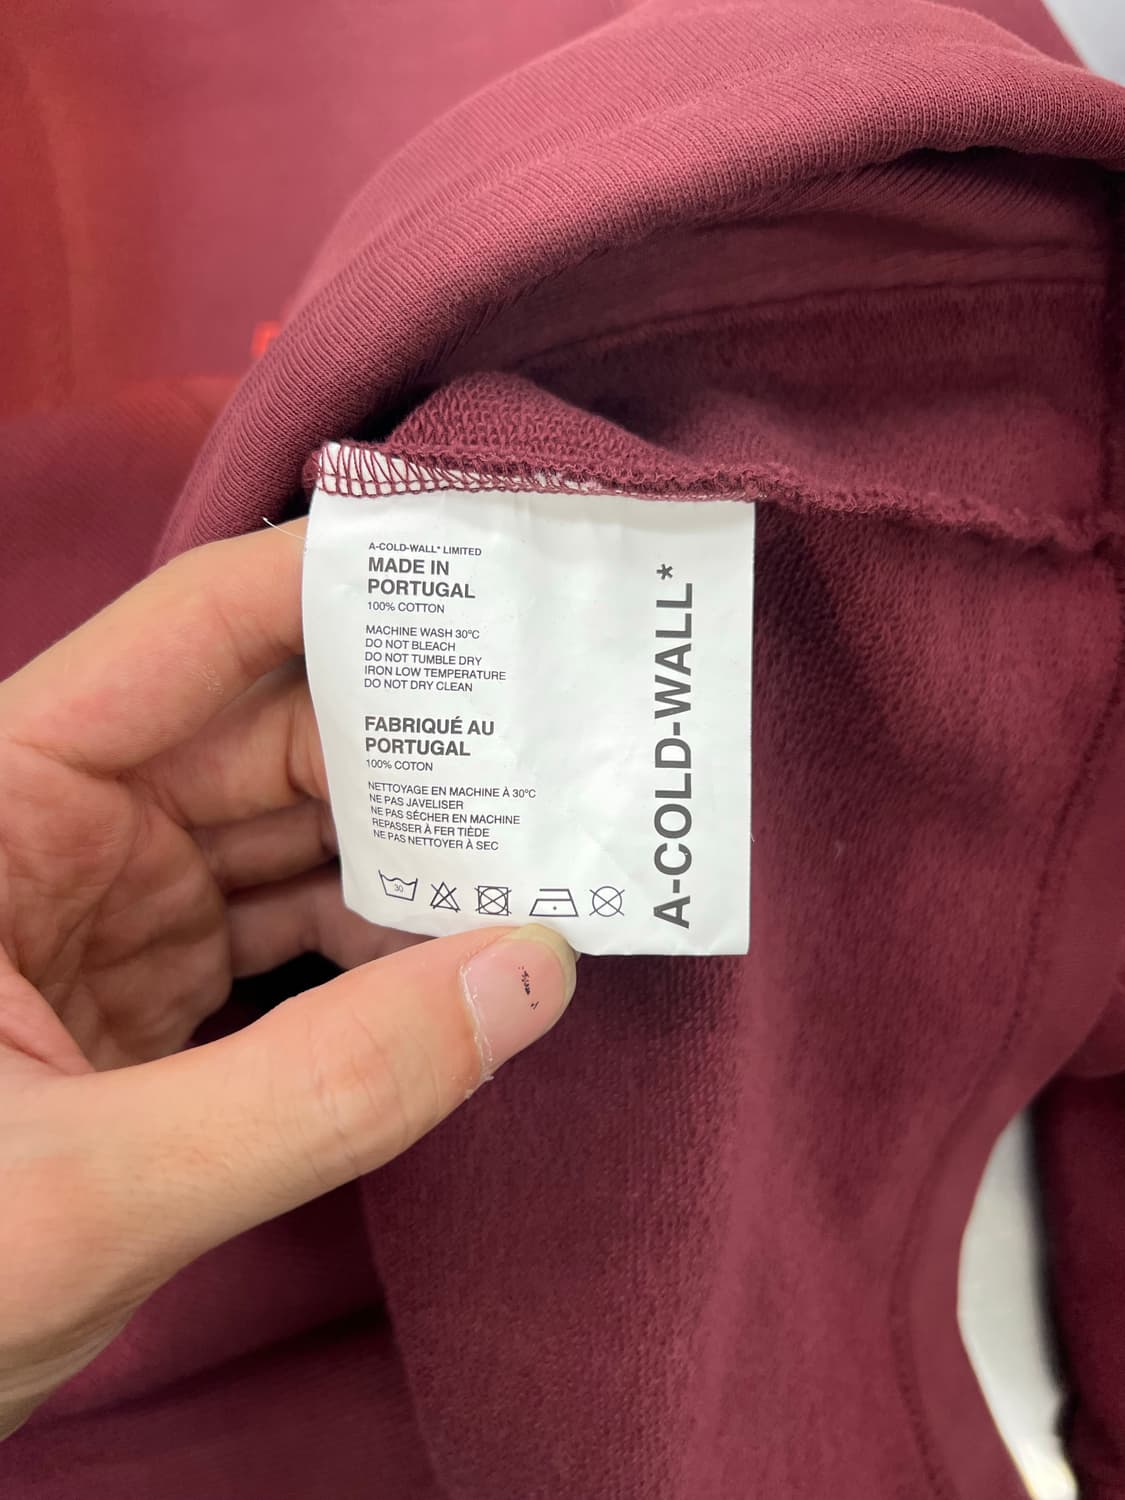 A-COLD-WALL* LIMITED
MADE IN
PORTUGAL
100% COTTON
MACHINE WASH 30°C
DO NOT BLEACH
DO NOT TUMBLE DRY
IRON LOW TEMPERATURE
DO NOT DRY CLEAN
FABRIQUÉ AU
PORTUGAL
100% COTON
NETTOYAGE EN MACHINE À 30°C
NE PAS JAVELISER
NE PAS SÉCHER EN MACHINE
REPASSER À FER TIÈDE
NE PAS NETTOYER À SEC
30
A-COLD-WALL*